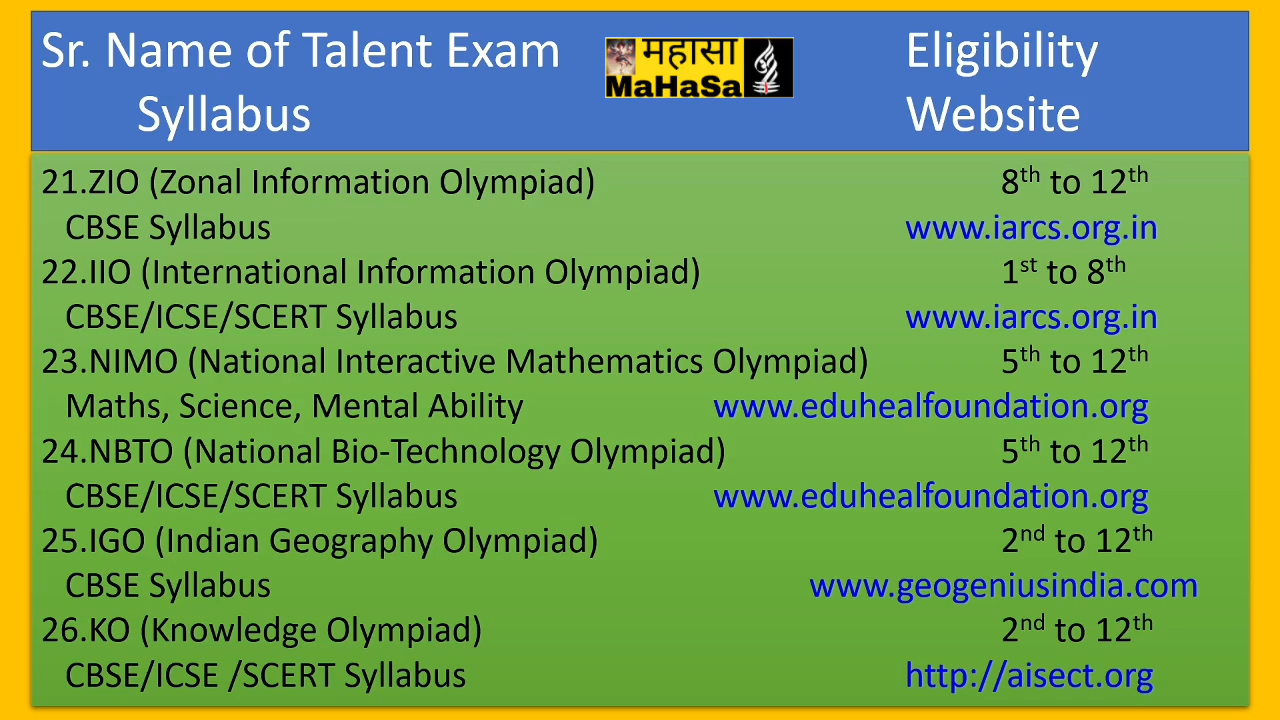 Sr. Name of Talent Exam महासा MaHaSa Eligibility
Syllabus Website
21.ZIO (Zonal Information Olympiad) 8th to 12th
CBSE Syllabus www.iarcs.org.in
22.IIO (International Information Olympiad) 1st to 8th
CBSE/ICSE/SCERT Syllabus www.iarcs.org.in
23.NIMO (National Interactive Mathematics Olympiad) 5th to 12th
Maths, Science, Mental Ability www.eduhealfoundation.org
24.NBTO (National Bio-Technology Olympiad) 5th to 12th
CBSE/ICSE/SCERT Syllabus www.eduhealfoundation.org
25.IGO (Indian Geography Olympiad) 2nd to 12th
CBSE Syllabus www.geogeniusindia.com
26.KO (Knowledge Olympiad) 2nd to 12th
CBSE/ICSE /SCERT Syllabus http://aisect.org